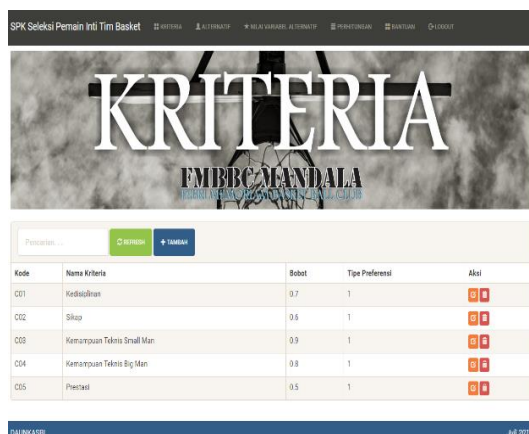 SPK Seleksi Pemain Inti Tim Basket KRITERIA ALTERNATIF NILAI VARIABEL ALTERNATIF PERHITUNGAN BANTUAN LOGOUT
KRITERIA
FMBBC MANDALA
Pencarian... REFRESH TAMBAH
Kode Nama Kriteria Bobot Tipe Preferensi Aksi
C01 Kedisiplinan 0.7 1
C02 Sikap 0.6 1
C03 Kemampuan Teknis Small Man 0.9 1
C04 Kemampuan Teknis Big Man 0.8 1
C05 Prestasi 0.5 1